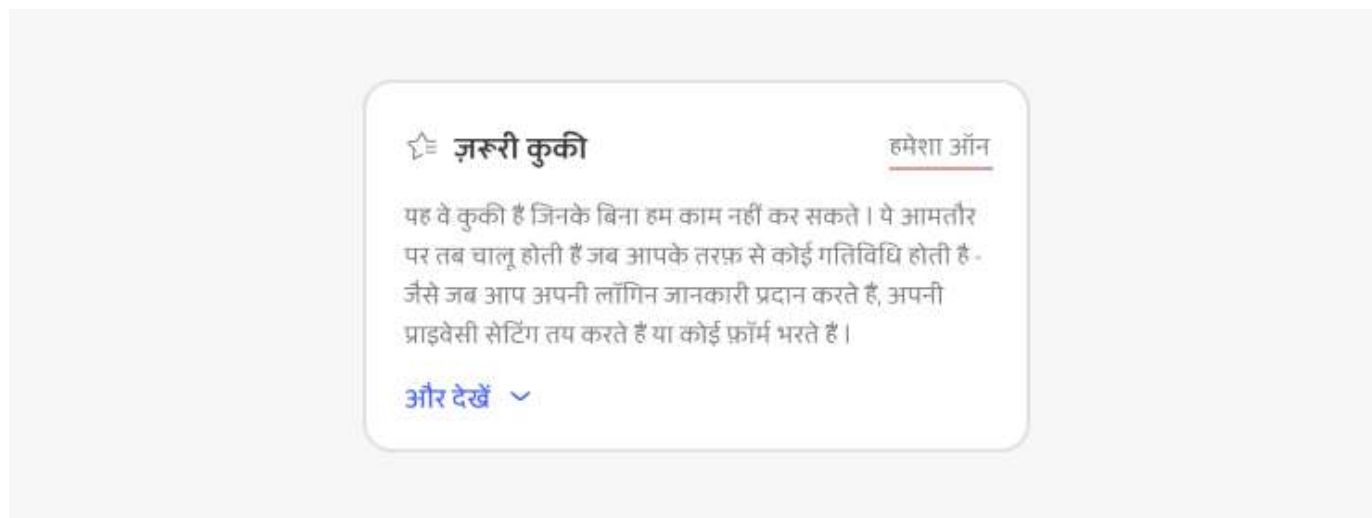 ज़रूरी कुकी
हमेशा ऑन
यह वे कुकी हैं जिनके बिना हम काम नहीं कर सकते । ये आमतौर
पर तब चालू होती हैं जब आपके तरफ़ से कोई गतिविधि होती है -
जैसे जब आप अपनी लॉगिन जानकारी प्रदान करते हैं, अपनी
प्राइवेसी सेटिंग तय करते हैं या कोई फ़ॉर्म भरते हैं ।
और देखें